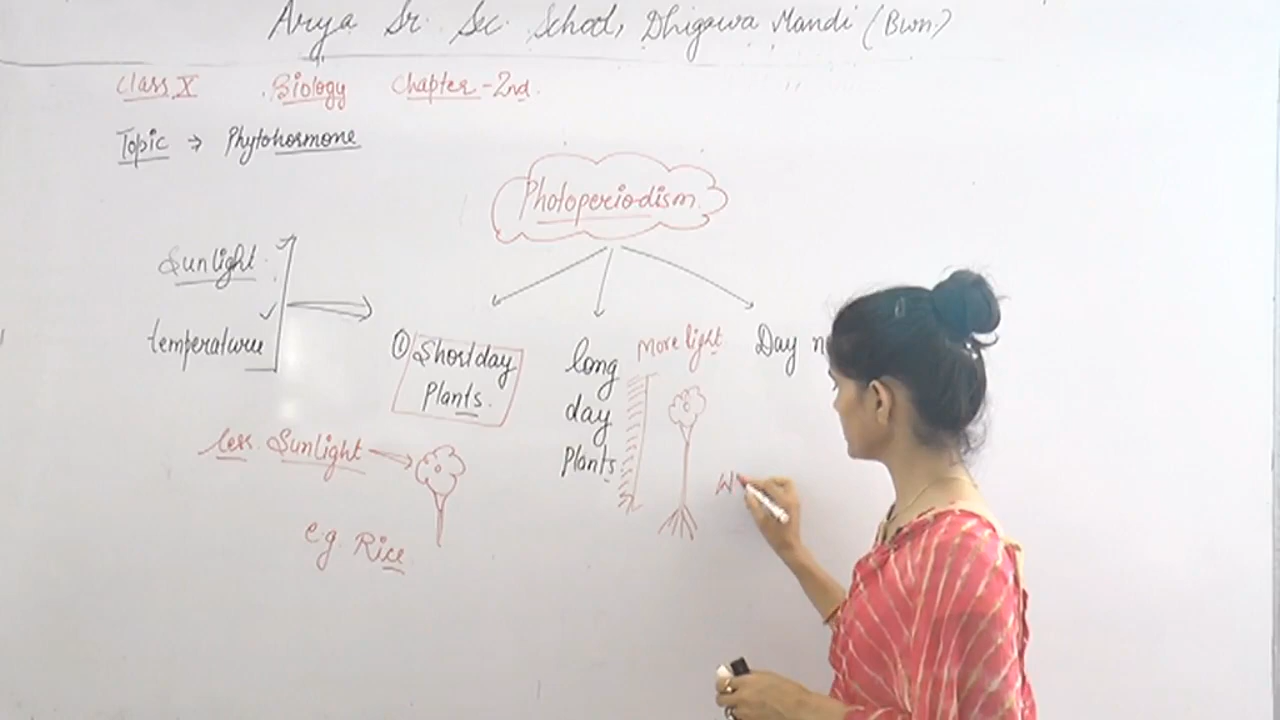 Arya Sr. Sc. School, Dhigawa Mandi (Bwn.)
Class X Biology Chapter-2nd.
Topic → Phytohormone
Photoperiodism
Sunlight
temperature
① Shortday
Plants.
long
day
Plants.
More light
Day n
less Sunlight
e.g. Rice